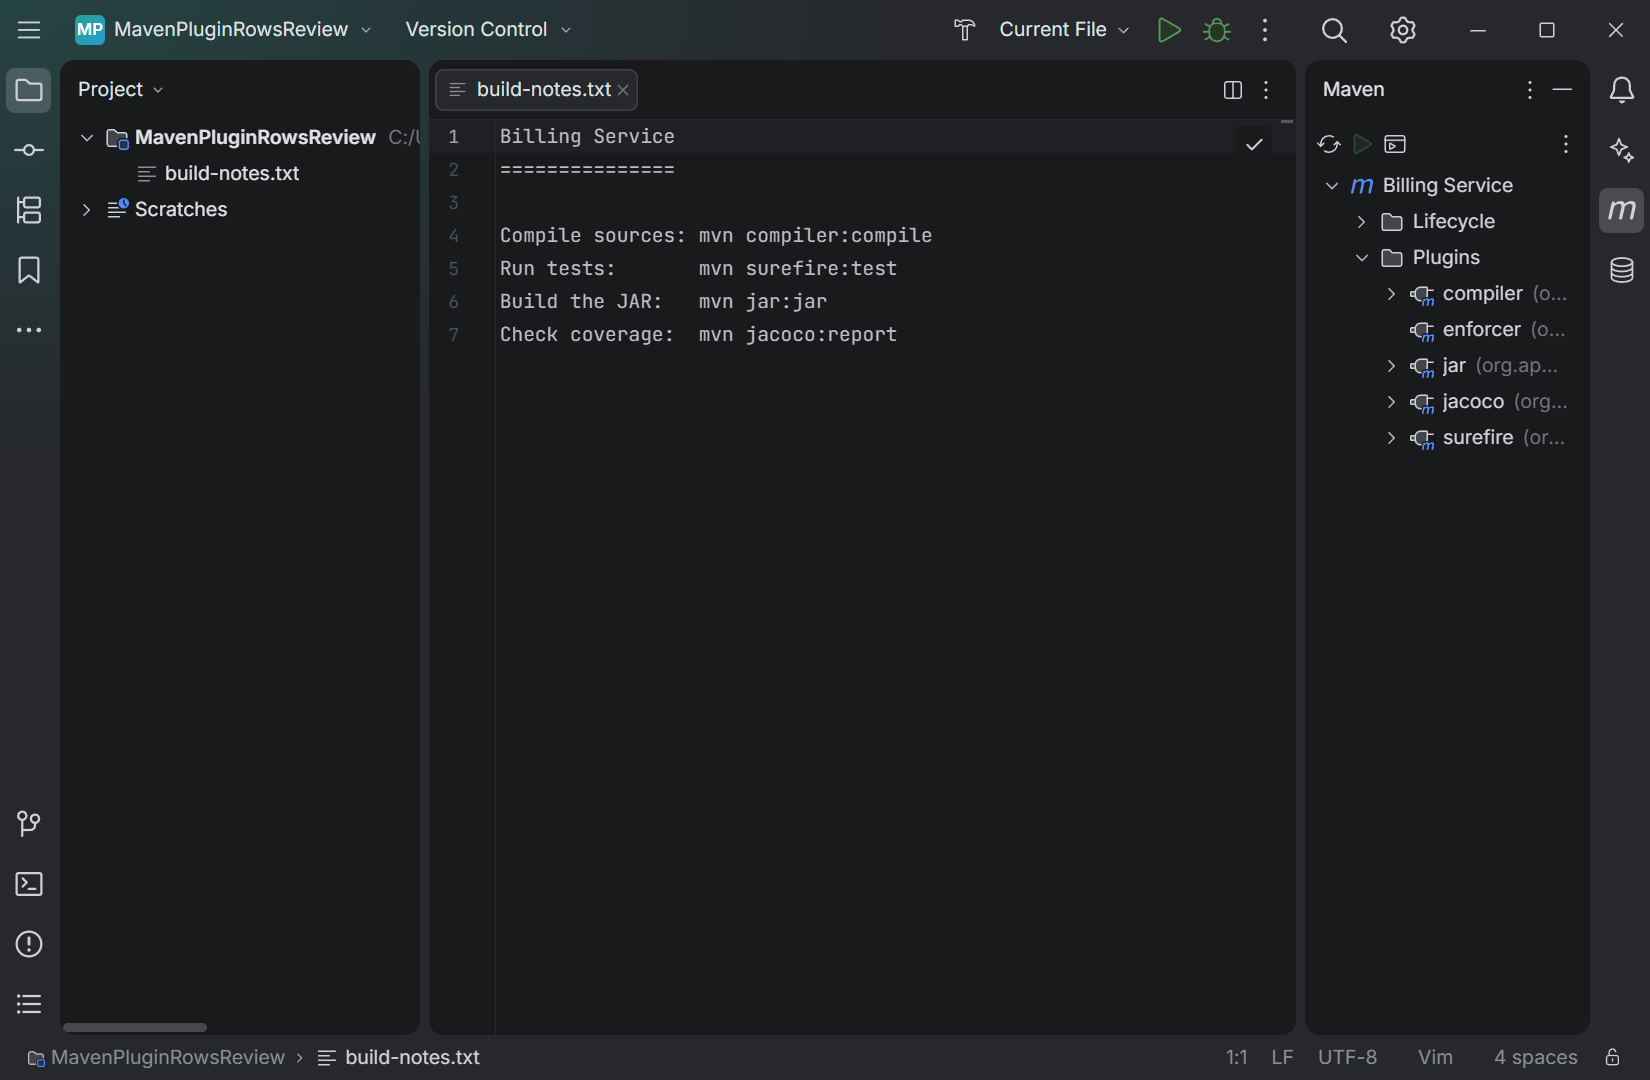 MP MavenPluginRowsReview Version Control Current File
Project
MavenPluginRowsReview C:/
build-notes.txt
Scratches
build-notes.txt
1 Billing Service
2 ===============
3
4 Compile sources: mvn compiler:compile
5 Run tests: mvn surefire:test
6 Build the JAR: mvn jar:jar
7 Check coverage: mvn jacoco:report
Maven
m Billing Service
Lifecycle
Plugins
compiler (o...
enforcer (o...
jar (org.ap...
jacoco (org...
surefire (or...
MavenPluginRowsReview › build-notes.txt
1:1 LF UTF-8 Vim 4 spaces